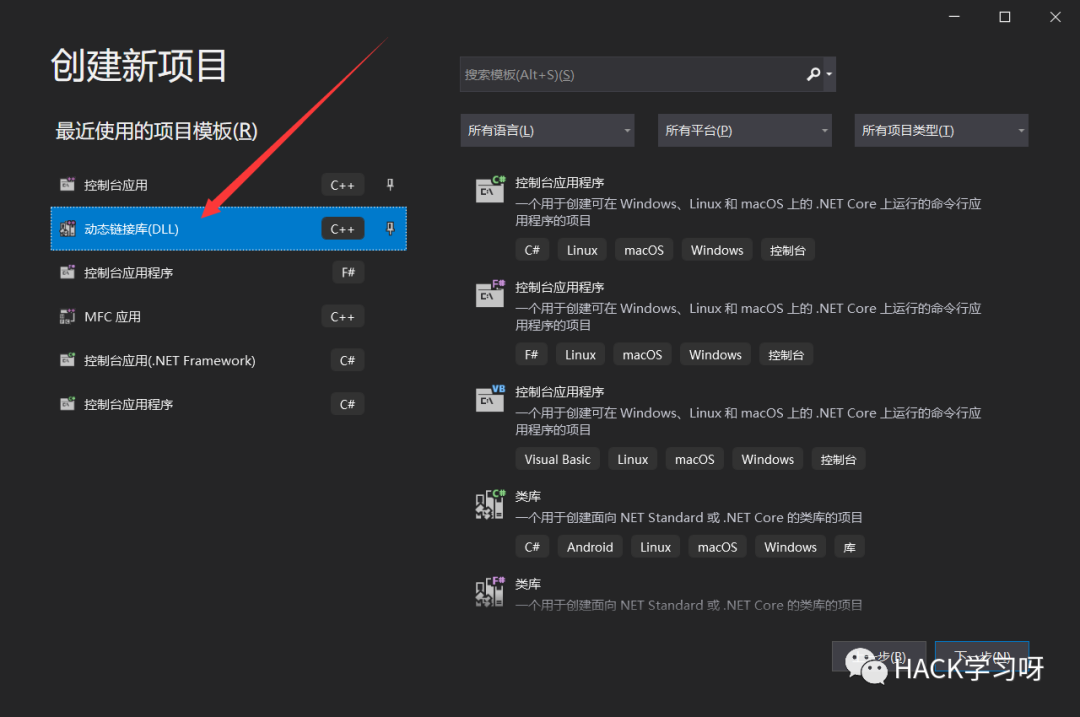 创建新项目
最近使用的项目模板(R)
控制台应用 C++
动态链接库(DLL) C++
控制台应用程序 F#
MFC 应用 C++
控制台应用(.NET Framework) C#
控制台应用程序 C#
搜索模板(Alt+S)(S)
所有语言(L) 所有平台(P) 所有项目类型(T)
C#
控制台应用程序
一个用于创建可在 Windows、Linux 和 macOS 上的 .NET Core 上运行的命令行应
用程序的项目
C# Linux macOS Windows 控制台
F#
控制台应用程序
一个用于创建可在 Windows、Linux 和 macOS 上的 .NET Core 上运行的命令行应
用程序的项目
F# Linux macOS Windows 控制台
VB
控制台应用程序
一个用于创建可在 Windows、Linux 和 macOS 上的 .NET Core 上运行的命令行应
用程序的项目
Visual Basic Linux macOS Windows 控制台
C#
类库
一个用于创建面向 .NET Standard 或 .NET Core 的类库的项目
C# Android Linux macOS Windows 库
F#
类库
一个用于创建面向 .NET Standard 或 .NET Core 的类库的项目
一步(B) 下一步(N)
HACK学习呀